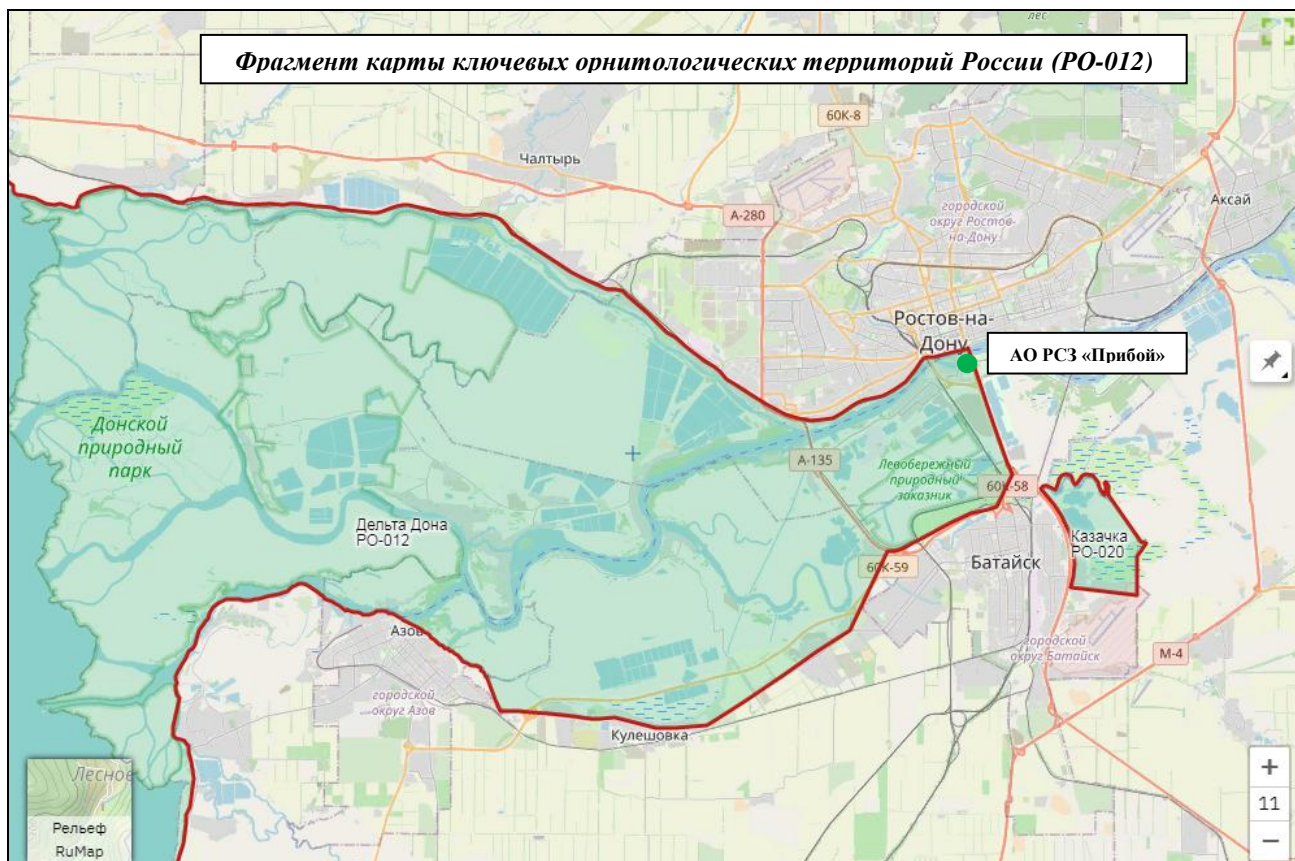 лес
Фрагмент карты ключевых орнитологических территорий России (РО-012)
60К-8
Чалтырь
Аксай
А-280
городской
округ Ростов-
на-Дону
Ростов-на-
Дону
АО РСЗ «Прибой»
Донской
природный
парк
А-135
Левобережный
природный
заказник
60К-58
Дельта Дона
РО-012
Казачка
РО-020
60К-59
Батайск
Азов
городской
округ Батайск
М-4
городской
округ Азов
Кулешовка
Лесное
Рельеф
RuMap
+
11
−